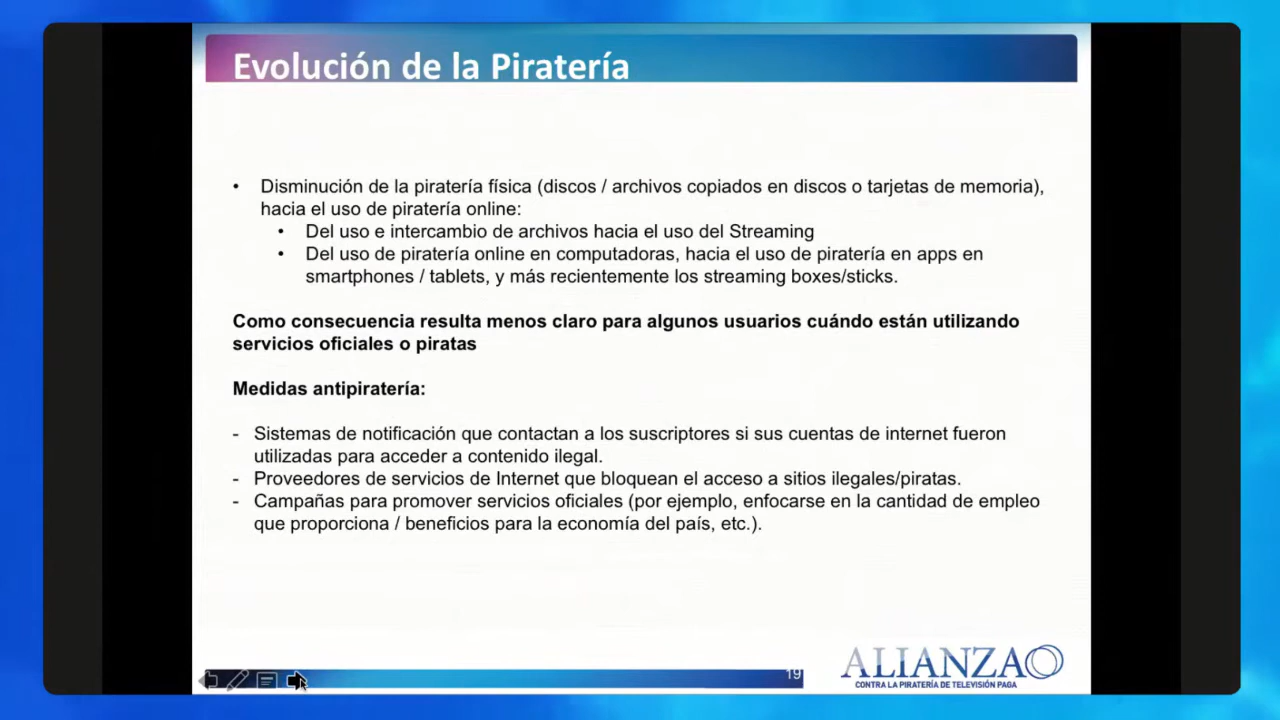 Evolución de la Piratería
• Disminución de la piratería física (discos / archivos copiados en discos o tarjetas de memoria),
hacia el uso de piratería online:
• Del uso e intercambio de archivos hacia el uso del Streaming
• Del uso de piratería online en computadoras, hacia el uso de piratería en apps en
smartphones / tablets, y más recientemente los streaming boxes/sticks.
Como consecuencia resulta menos claro para algunos usuarios cuándo están utilizando
servicios oficiales o piratas
Medidas antipiratería:
- Sistemas de notificación que contactan a los suscriptores si sus cuentas de internet fueron
utilizadas para acceder a contenido ilegal.
- Proveedores de servicios de Internet que bloquean el acceso a sitios ilegales/piratas.
- Campañas para promover servicios oficiales (por ejemplo, enfocarse en la cantidad de empleo
que proporciona / beneficios para la economía del país, etc.).
19
ALIANZA
CONTRA LA PIRATERÍA DE TELEVISIÓN PAGA